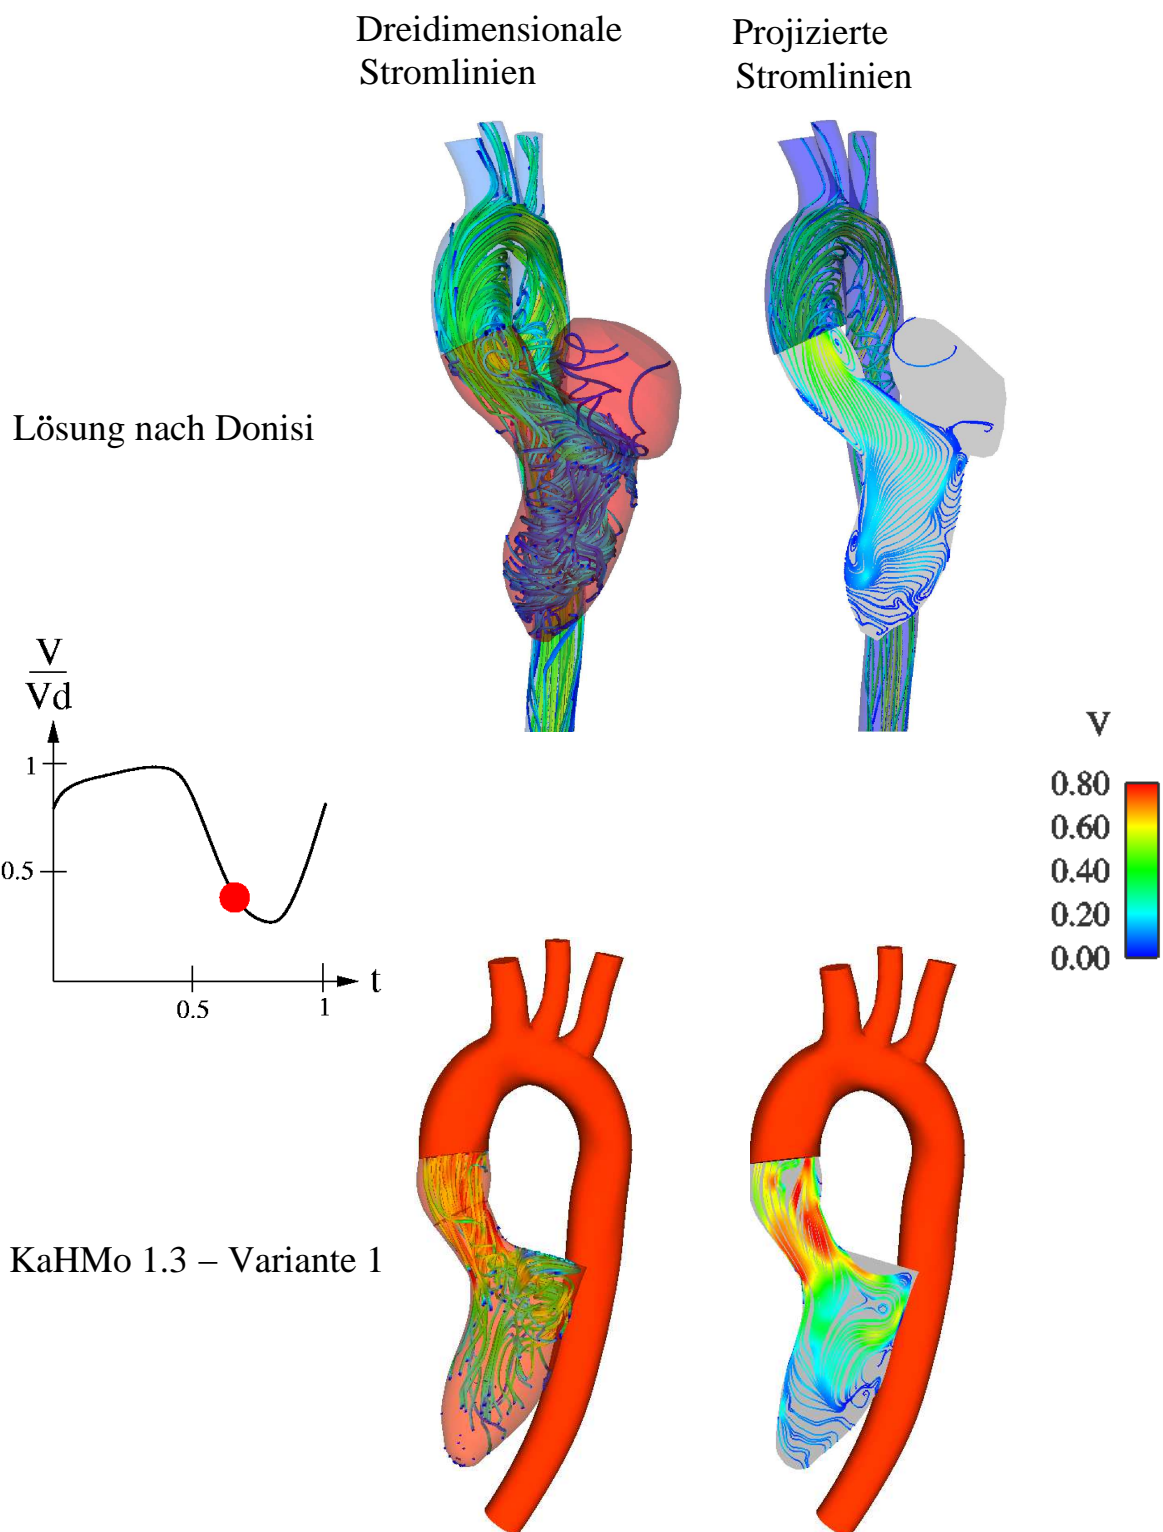 Dreidimensionale
Stromlinien
Projizierte
Stromlinien
Lösung nach Donisi
V
Vd
1
0.5
0.5
1
t
V
0.80
0.60
0.40
0.20
0.00
KaHMo 1.3 – Variante 1